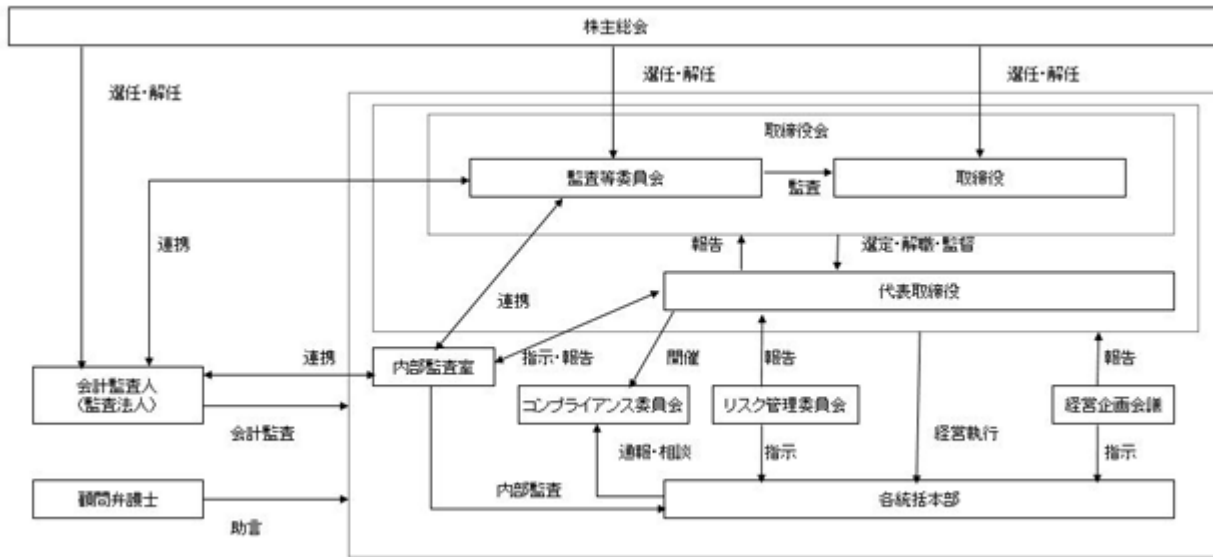 株主総会
選任・解任
選任・解任
選任・解任
取締役会
監査等委員会
監査
取締役
連携
報告
選定・解職・監督
連携
代表取締役
連携
内部監査室
指示・報告
開催
報告
報告
会計監査人
（監査法人）
コンプライアンス委員会
リスク管理委員会
経営企画会議
会計監査
経営執行
通報・相談
指示
指示
内部監査
顧問弁護士
各統括本部
助言